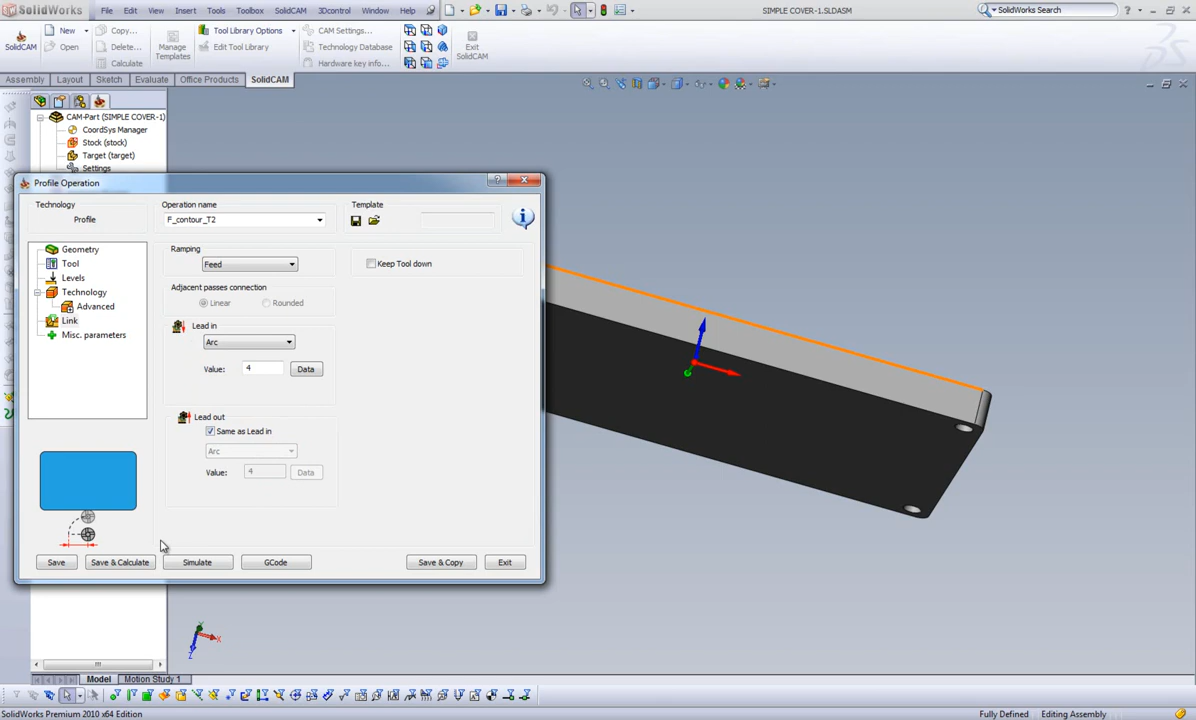 SolidWorks
File Edit View Insert Tools Toolbox SolidCAM 3Dcontrol Window Help
SIMPLE COVER-1.SLDASM
SolidWorks Search
SolidCAM
New
Open
Copy...
Delete...
Calculate
Manage Templates
Tool Library Options
Edit Tool Library
CAM Settings...
Technology Database
Hardware key info...
Exit SolidCAM
Assembly Layout Sketch Evaluate Office Products SolidCAM
CAM-Part (SIMPLE COVER-1)
CoordSys Manager
Stock (stock)
Target (target)
Settings
Profile Operation
Technology
Profile
Operation name
F_contour_T2
Template
Geometry
Tool
Levels
Technology
Advanced
Link
Misc. parameters
Ramping
Feed
Keep Tool down
Adjacent passes connection
Linear Rounded
Lead in
Arc
Value: 4 Data
Lead out
Same as Lead in
Arc
Value: 4 Data
Save Save & Calculate Simulate GCode Save & Copy Exit
X
Z
Model Motion Study 1
SolidWorks Premium 2010 x64 Edition
Fully Defined Editing Assembly